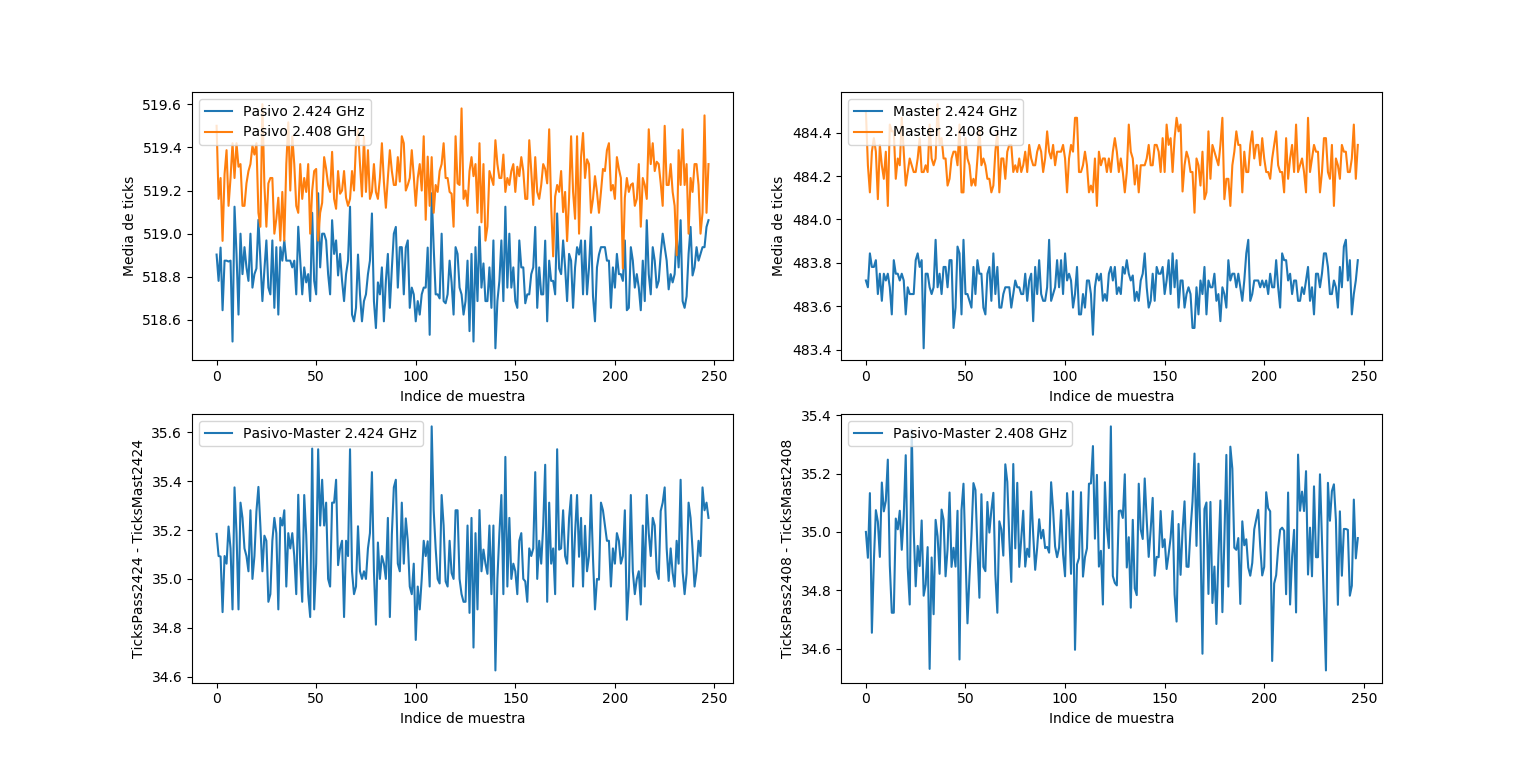 Pasivo 2.424 GHz
Pasivo 2.408 GHz
Media de ticks
519.6
519.4
519.2
519.0
518.8
518.6
0 50 100 150 200 250
Indice de muestra
Master 2.424 GHz
Master 2.408 GHz
Media de ticks
484.4
484.2
484.0
483.8
483.6
483.4
0 50 100 150 200 250
Indice de muestra
Pasivo-Master 2.424 GHz
TicksPass2424 - TicksMast2424
35.6
35.4
35.2
35.0
34.8
34.6
0 50 100 150 200 250
Indice de muestra
Pasivo-Master 2.408 GHz
TicksPass2408 - TicksMast2408
35.4
35.2
35.0
34.8
34.6
0 50 100 150 200 250
Indice de muestra